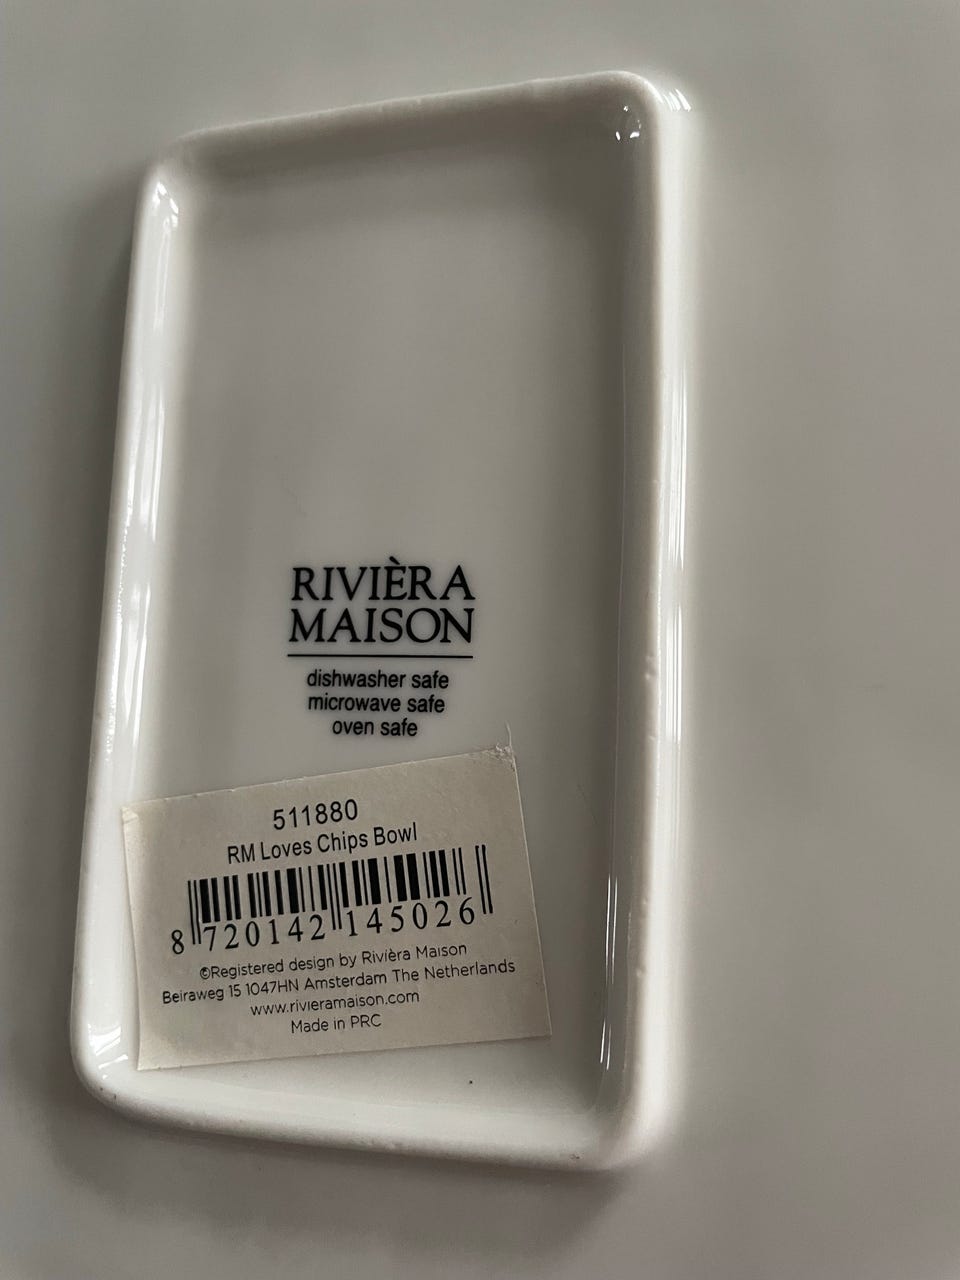 RIVIÈRA
MAISON
dishwasher safe
microwave safe
oven safe
511880
RM Loves Chips Bowl
8 720142 145026
©Registered design by Rivièra Maison
Beiraweg 15 1047HN Amsterdam The Netherlands
www.rivieramaison.com
Made in PRC